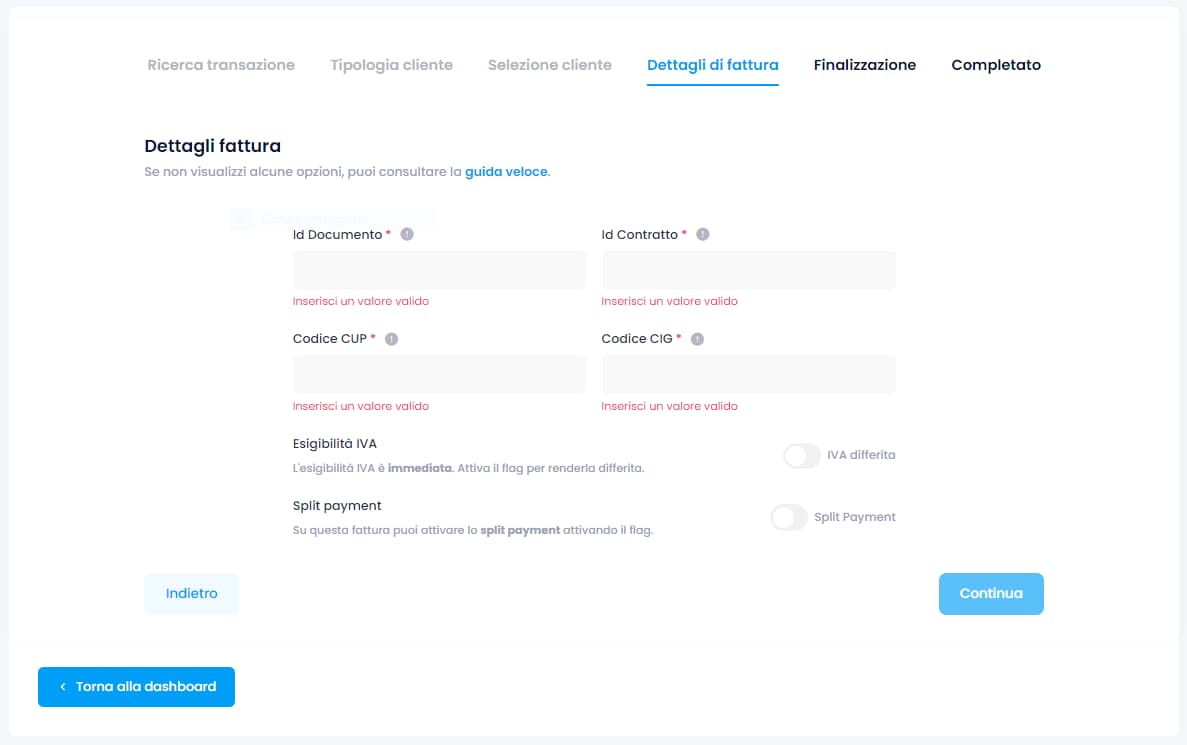 Ricerca transazione Tipologia cliente Selezione cliente Dettagli di fattura Finalizzazione Completato
Dettagli fattura
Se non visualizzi alcune opzioni, puoi consultare la guida veloce.
Id Documento * Id Contratto *
Inserisci un valore valido Inserisci un valore valido
Codice CUP * Codice CIG *
Inserisci un valore valido Inserisci un valore valido
Esigibilità IVA
L'esigibilità IVA è immediata. Attiva il flag per renderla differita. IVA differita
Split payment
Su questa fattura puoi attivare lo split payment attivando il flag. Split Payment
Indietro Continua
Torna alla dashboard